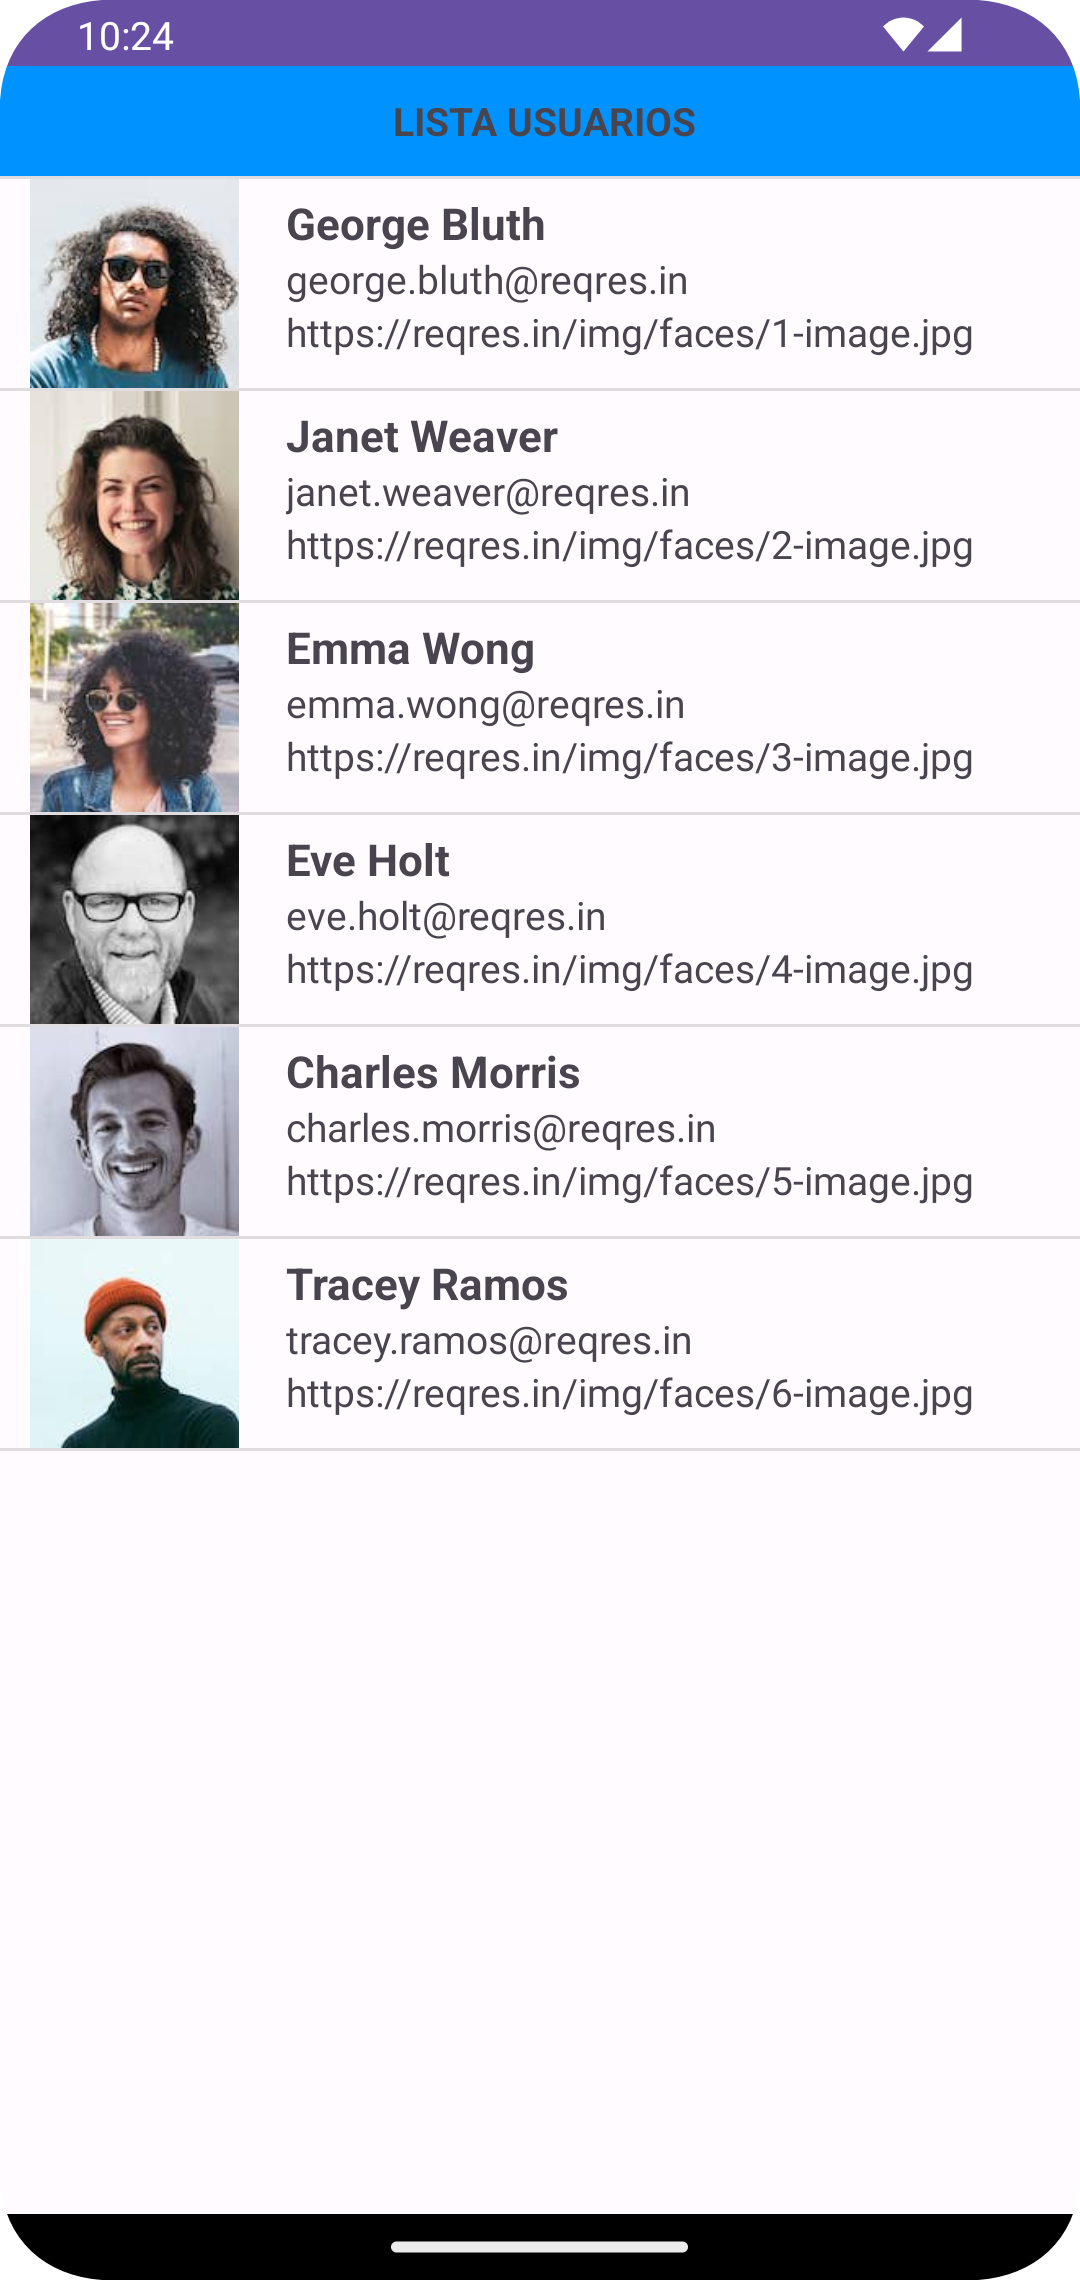 10:24
LISTA USUARIOS
George Bluth
george.bluth@reqres.in
https://reqres.in/img/faces/1-image.jpg
Janet Weaver
janet.weaver@reqres.in
https://reqres.in/img/faces/2-image.jpg
Emma Wong
emma.wong@reqres.in
https://reqres.in/img/faces/3-image.jpg
Eve Holt
eve.holt@reqres.in
https://reqres.in/img/faces/4-image.jpg
Charles Morris
charles.morris@reqres.in
https://reqres.in/img/faces/5-image.jpg
Tracey Ramos
tracey.ramos@reqres.in
https://reqres.in/img/faces/6-image.jpg